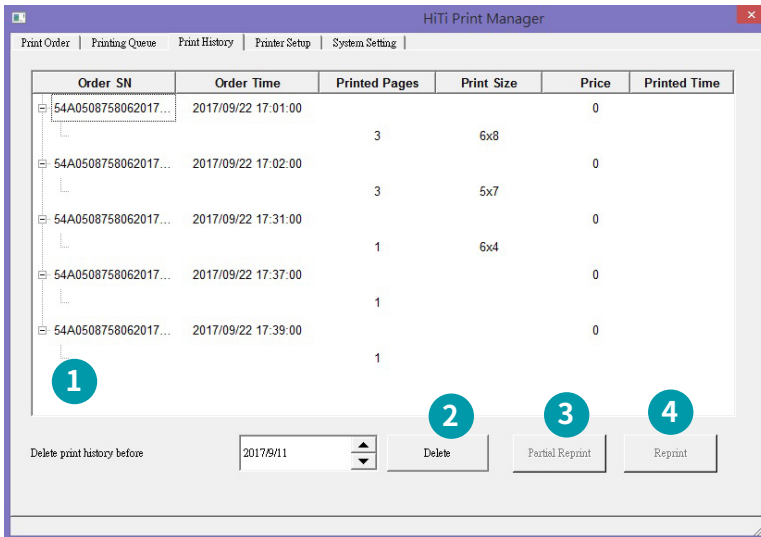 HiTi Print Manager
Print Order | Printing Queue Print History | Printer Setup | System Setting |
Order SN Order Time Printed Pages Print Size Price Printed Time
54A0508758062017... 2017/09/22 17:01:00 0
3 6x8
54A0508758062017... 2017/09/22 17:02:00 0
3 5x7
54A0508758062017... 2017/09/22 17:31:00 0
1 6x4
54A0508758062017... 2017/09/22 17:37:00 0
1
54A0508758062017... 2017/09/22 17:39:00 0
1
1
2 3 4
Delete print history before 2017/9/11 Delete Partial Reprint Reprint